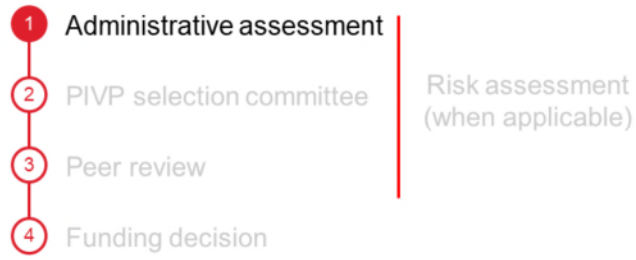 1 Administrative assessment
2 PIVP selection committee
Risk assessment
(when applicable)
3 Peer review
4 Funding decision